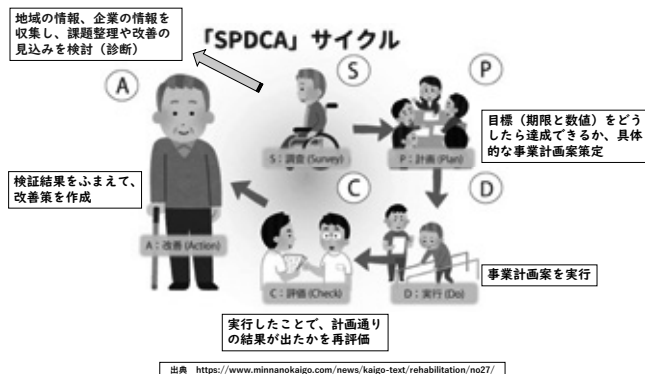 地域の情報、企業の情報を
収集し、課題整理や改善の
見込みを検討（診断）
「SPDCA」サイクル
A
S
P
S：調査(Survey)
P：計画(Plan)
目標（期限と数値）をどう
したら達成できるか、具体
的な事業計画案策定
検証結果をふまえて、
改善策を作成
C
D
A：改善(Action)
C：評価(Check)
D：実行(Do)
事業計画案を実行
実行したことで、計画通り
の結果が出たかを再評価
出典　https://www.minnanokaigo.com/news/kaigo-text/rehabilitation/no27/